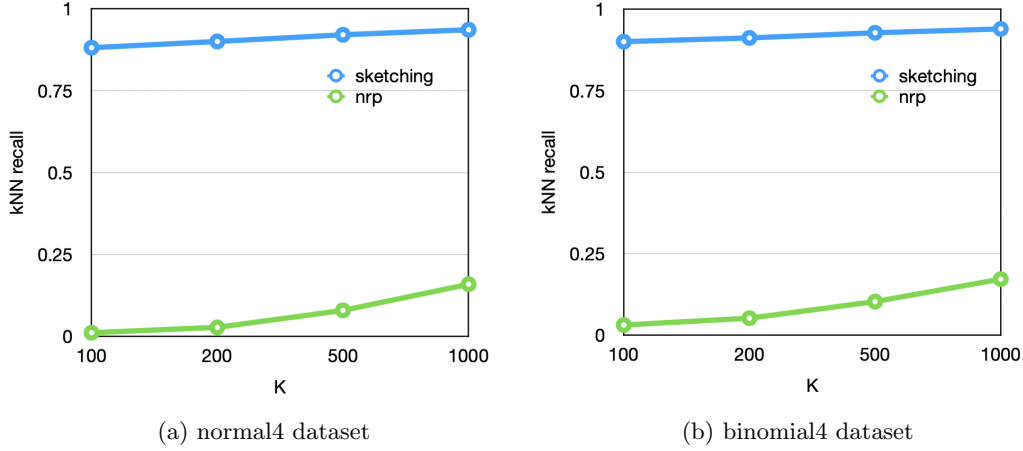 1
0.75
0.5
0.25
0
kNN recall
sketching
nrp
100 200 500 1000
K
(a) normal4 dataset
1
0.75
0.5
0.25
0
kNN recall
sketching
nrp
100 200 500 1000
K
(b) binomial4 dataset